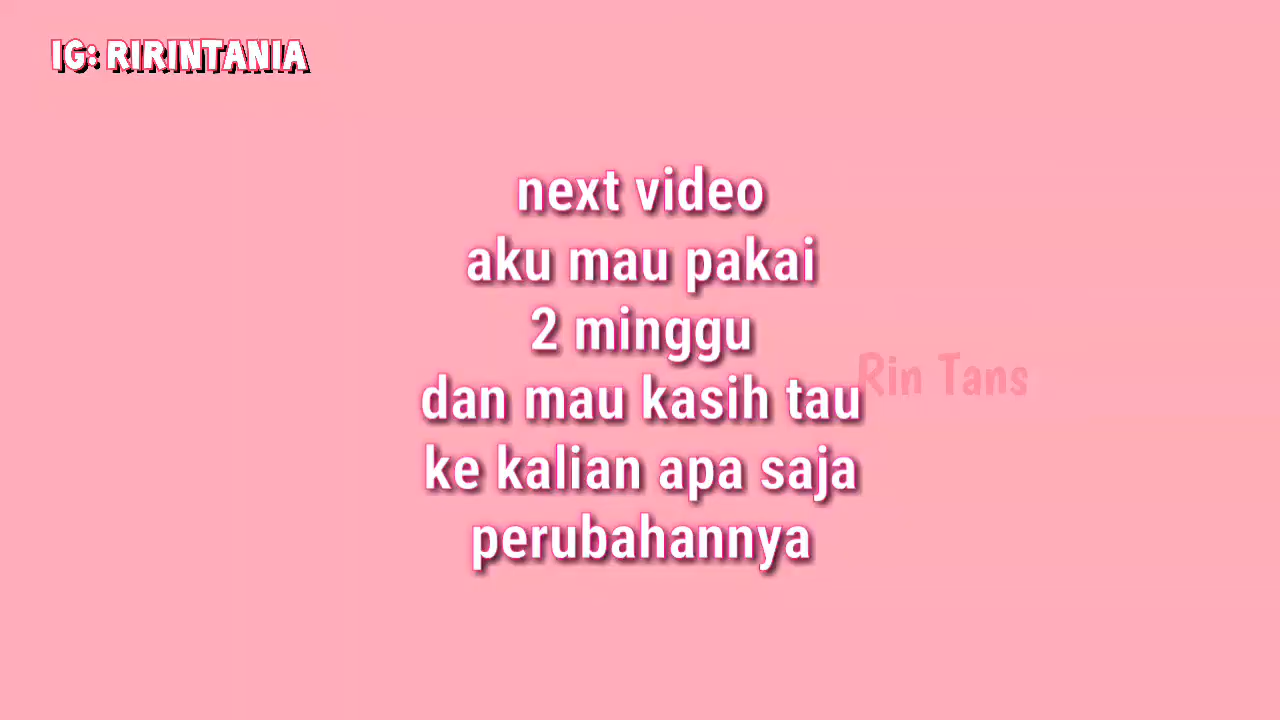 IG: RIRINTANIA
next video
aku mau pakai
2 minggu
dan mau kasih tau
ke kalian apa saja
perubahannya
Rin Tans